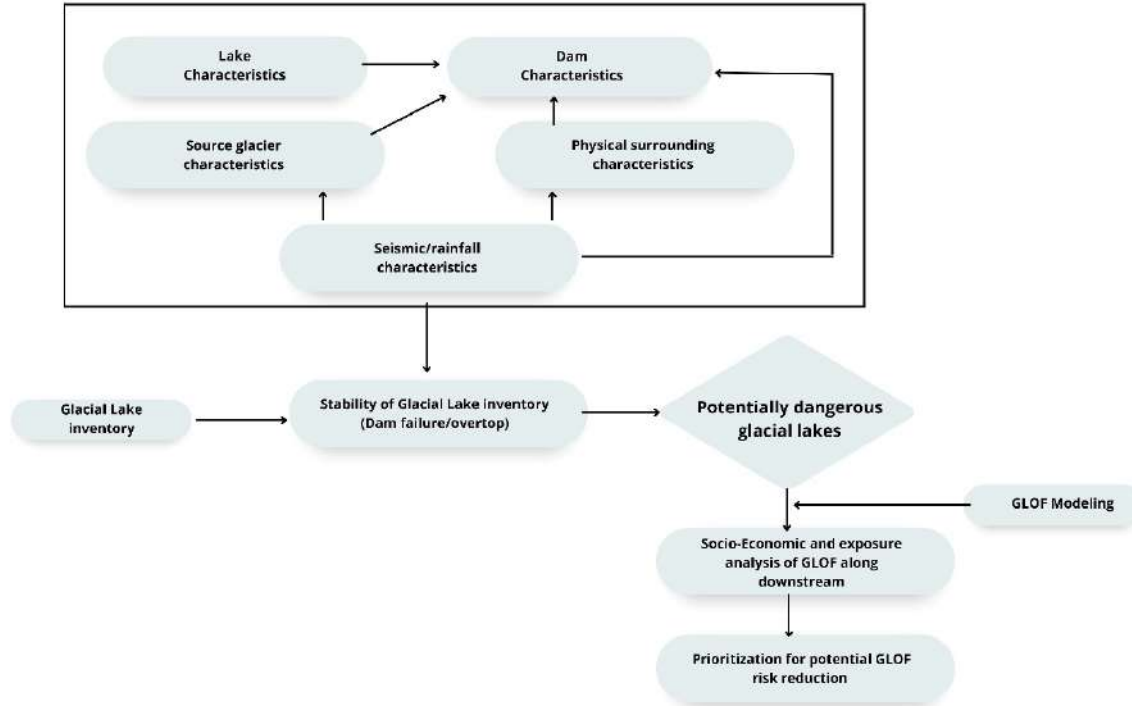 Lake
Characteristics
Dam
Characteristics
Source glacier
characteristics
Physical surrounding
characteristics
Seismic/rainfall
characteristics
Glacial Lake
inventory
Stability of Glacial Lake inventory
(Dam failure/overtop)
Potentially dangerous
glacial lakes
GLOF Modeling
Socio-Economic and exposure
analysis of GLOF along
downstream
Prioritization for potential GLOF
risk reduction